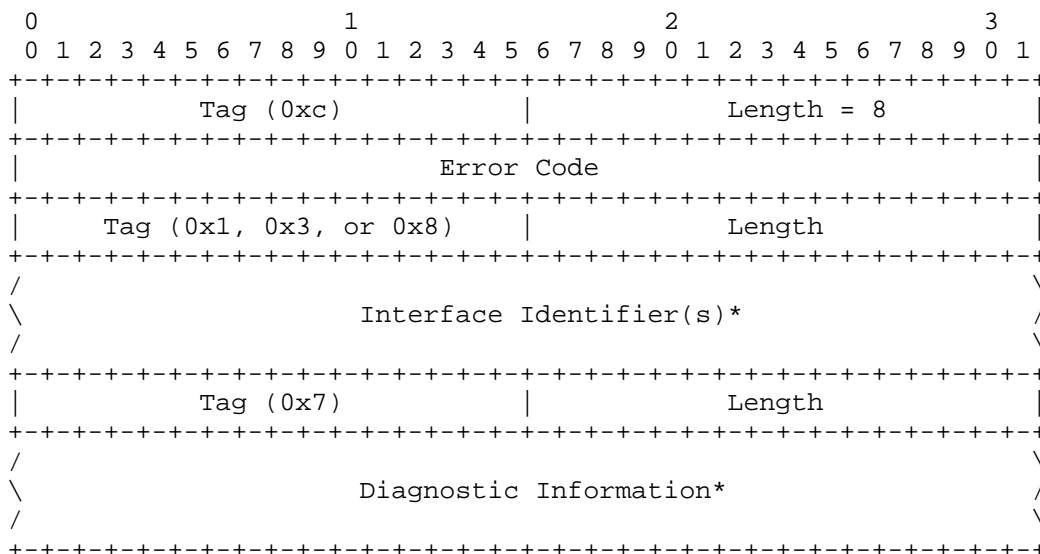 0                   1                   2                   3
 0 1 2 3 4 5 6 7 8 9 0 1 2 3 4 5 6 7 8 9 0 1 2 3 4 5 6 7 8 9 0 1
+-+-+-+-+-+-+-+-+-+-+-+-+-+-+-+-+-+-+-+-+-+-+-+-+-+-+-+-+-+-+-+-+
|           Tag (0xc)           |            Length = 8         |
+-+-+-+-+-+-+-+-+-+-+-+-+-+-+-+-+-+-+-+-+-+-+-+-+-+-+-+-+-+-+-+-+
|                          Error Code                           |
+-+-+-+-+-+-+-+-+-+-+-+-+-+-+-+-+-+-+-+-+-+-+-+-+-+-+-+-+-+-+-+-+
|     Tag (0x1, 0x3, or 0x8)    |            Length             |
+-+-+-+-+-+-+-+-+-+-+-+-+-+-+-+-+-+-+-+-+-+-+-+-+-+-+-+-+-+-+-+-+
/                                                               \
\                     Interface Identifier(s)*                  /
/                                                               \
+-+-+-+-+-+-+-+-+-+-+-+-+-+-+-+-+-+-+-+-+-+-+-+-+-+-+-+-+-+-+-+-+
|           Tag (0x7)           |            Length             |
+-+-+-+-+-+-+-+-+-+-+-+-+-+-+-+-+-+-+-+-+-+-+-+-+-+-+-+-+-+-+-+-+
/                                                               \
\                     Diagnostic Information*                   /
/                                                               \
+-+-+-+-+-+-+-+-+-+-+-+-+-+-+-+-+-+-+-+-+-+-+-+-+-+-+-+-+-+-+-+-+